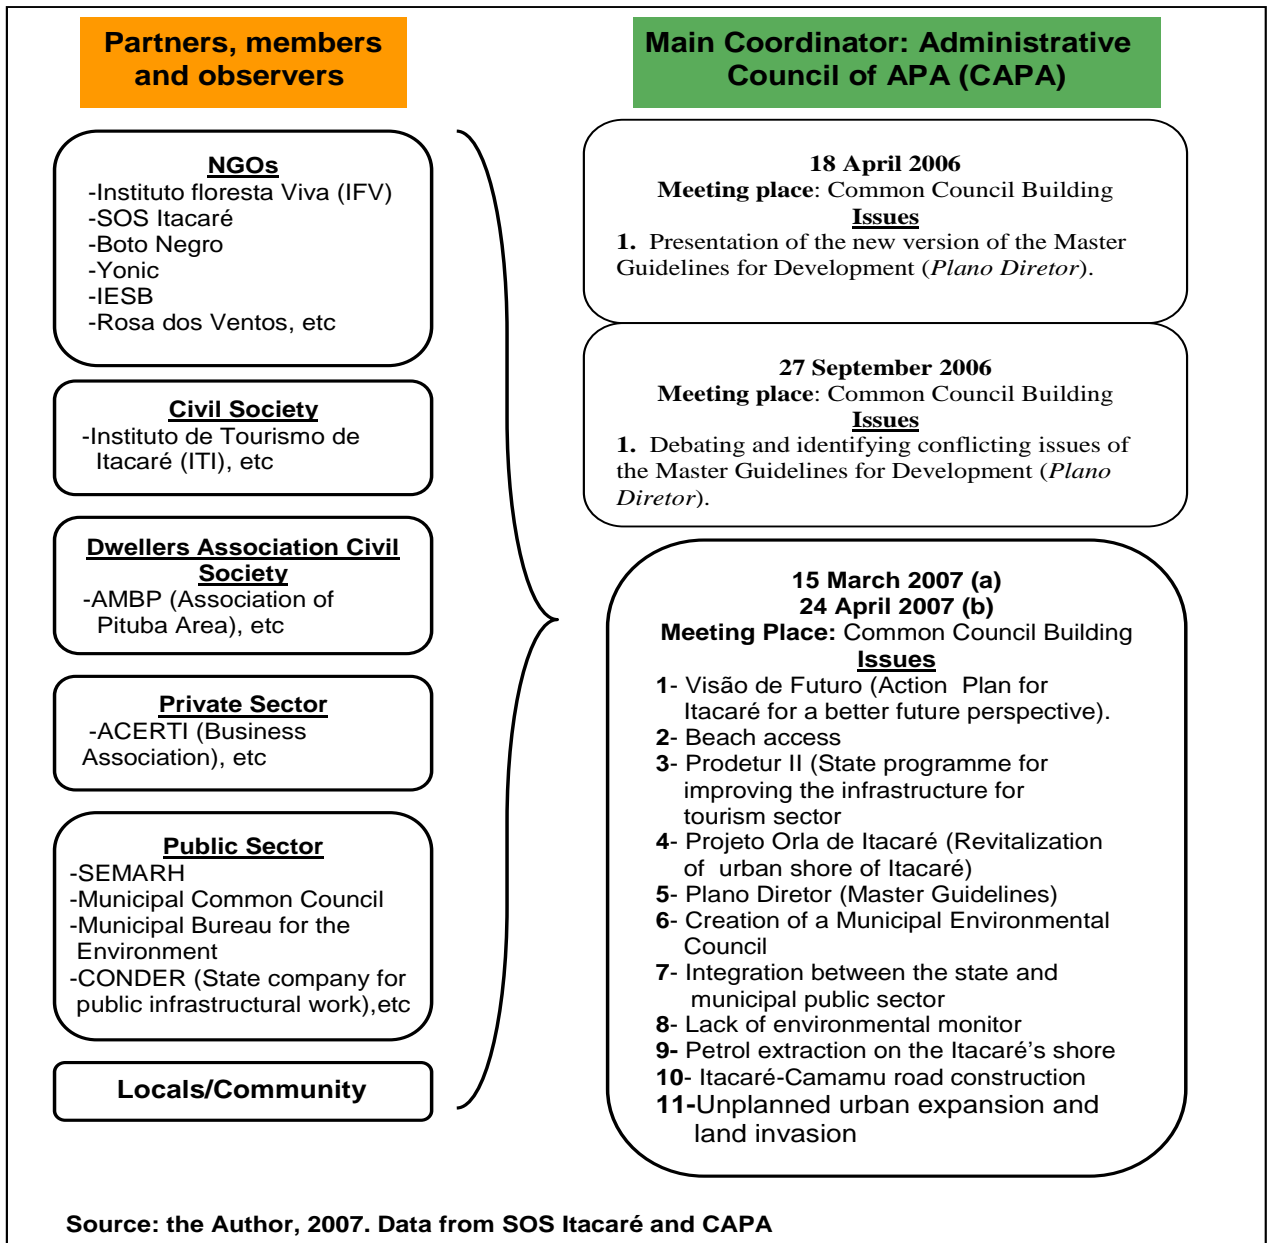 Partners, members
and observers
NGOs
-Instituto floresta Viva (IFV)
-SOS Itacaré
-Boto Negro
-Yonic
-IESB
-Rosa dos Ventos, etc
Civil Society
-Instituto de Tourismo de
Itacaré (ITI), etc
Dwellers Association Civil
Society
-AMBP (Association of
Pituba Area), etc
Private Sector
-ACERTI (Business
Association), etc
Public Sector
-SEMARH
-Municipal Common Council
-Municipal Bureau for the
Environment
-CONDER (State company for
public infrastructural work),etc
Locals/Community
Main Coordinator: Administrative
Council of APA (CAPA)
18 April 2006
Meeting place: Common Council Building
Issues
1. Presentation of the new version of the Master
Guidelines for Development (Plano Diretor).
27 September 2006
Meeting place: Common Council Building
Issues
1. Debating and identifying conflicting issues of
the Master Guidelines for Development (Plano
Diretor).
15 March 2007 (a)
24 April 2007 (b)
Meeting Place: Common Council Building
Issues
1- Visão de Futuro (Action Plan for
Itacaré for a better future perspective).
2- Beach access
3- Prodetur II (State programme for
improving the infrastructure for
tourism sector
4- Projeto Orla de Itacaré (Revitalization
of urban shore of Itacaré)
5- Plano Diretor (Master Guidelines)
6- Creation of a Municipal Environmental
Council
7- Integration between the state and
municipal public sector
8- Lack of environmental monitor
9- Petrol extraction on the Itacaré’s shore
10- Itacaré-Camamu road construction
11-Unplanned urban expansion and
land invasion
Source: the Author, 2007. Data from SOS Itacaré and CAPA